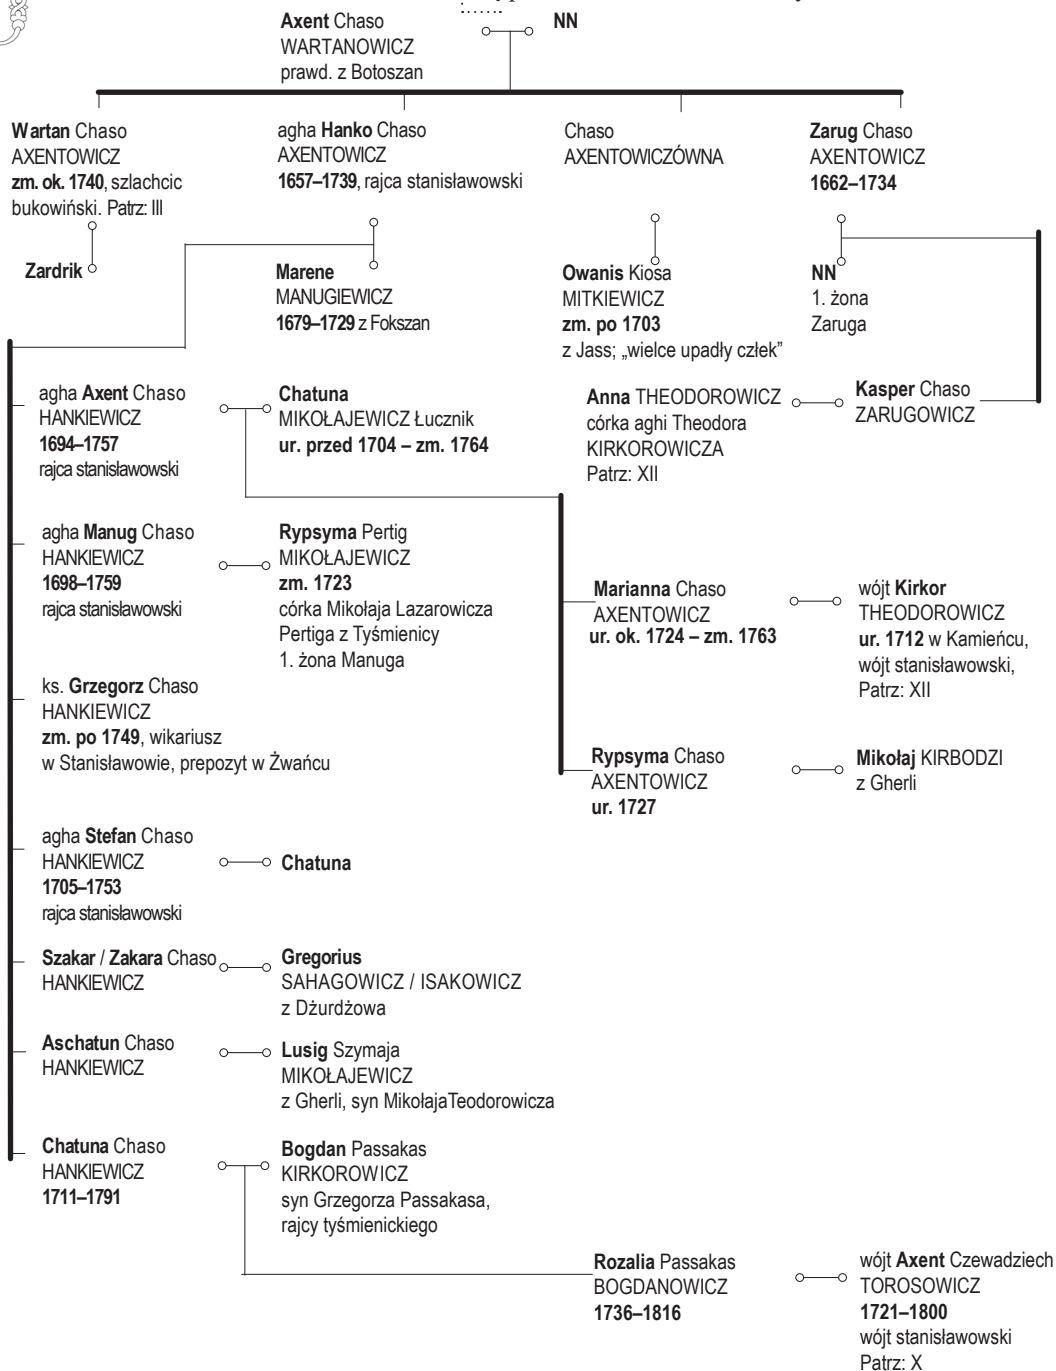 Axent Chaso
WARTANOWICZ
prawd. z Botoszan
NN
Wartan Chaso
AXENTOWICZ
zm. ok. 1740, szlachcic
bukowiński. Patrz: III
agha Hanko Chaso
AXENTOWICZ
1657–1739, rajca stanisławowski
Chaso
AXENTOWICZÓWNA
Zarug Chaso
AXENTOWICZ
1662–1734
Zardrik
Marene
MANUGIEWICZ
1679–1729 z Fokszan
Owanis Kiosa
MITKIEWICZ
zm. po 1703
z Jass; „wielce upadły człek”
NN
1. żona
Zaruga
agha Axent Chaso
HANKIEWICZ
1694–1757
rajca stanisławowski
Chatuna
MIKOŁAJEWICZ Łucznik
ur. przed 1704 – zm. 1764
Anna THEODOROWICZ
córka aghi Theodora
KIRKOROWICZA
Patrz: XII
Kasper Chaso
ZARUGOWICZ
agha Manug Chaso
HANKIEWICZ
1698–1759
rajca stanisławowski
Rypsyma Pertig
MIKOŁAJEWICZ
zm. 1723
córka Mikołaja Lazarowicza
Pertiga z Tyśmienicy
1. żona Manuga
Marianna Chaso
AXENTOWICZ
ur. ok. 1724 – zm. 1763
wójt Kirkor
THEODOROWICZ
ur. 1712 w Kamieńcu,
wójt stanisławowski,
Patrz: XII
ks. Grzegorz Chaso
HANKIEWICZ
zm. po 1749, wikariusz
w Stanisławowie, prepozyt w Żwańcu
Rypsyma Chaso
AXENTOWICZ
ur. 1727
Mikołaj KIRBODZI
z Gherli
agha Stefan Chaso
HANKIEWICZ
1705–1753
rajca stanisławowski
Chatuna
Szakar / Zakara Chaso
HANKIEWICZ
Gregorius
SAHAGOWICZ / ISAKOWICZ
z Dżurdżowa
Aschatun Chaso
HANKIEWICZ
Lusig Szymaja
MIKOŁAJEWICZ
z Gherli, syn MikołajaTeodorowicza
Chatuna Chaso
HANKIEWICZ
1711–1791
Bogdan Passakas
KIRKOROWICZ
syn Grzegorza Passakasa,
rajcy tyśmienickiego
Rozalia Passakas
BOGDANOWICZ
1736–1816
wójt Axent Czewadziech
TOROSOWICZ
1721–1800
wójt stanisławowski
Patrz: X